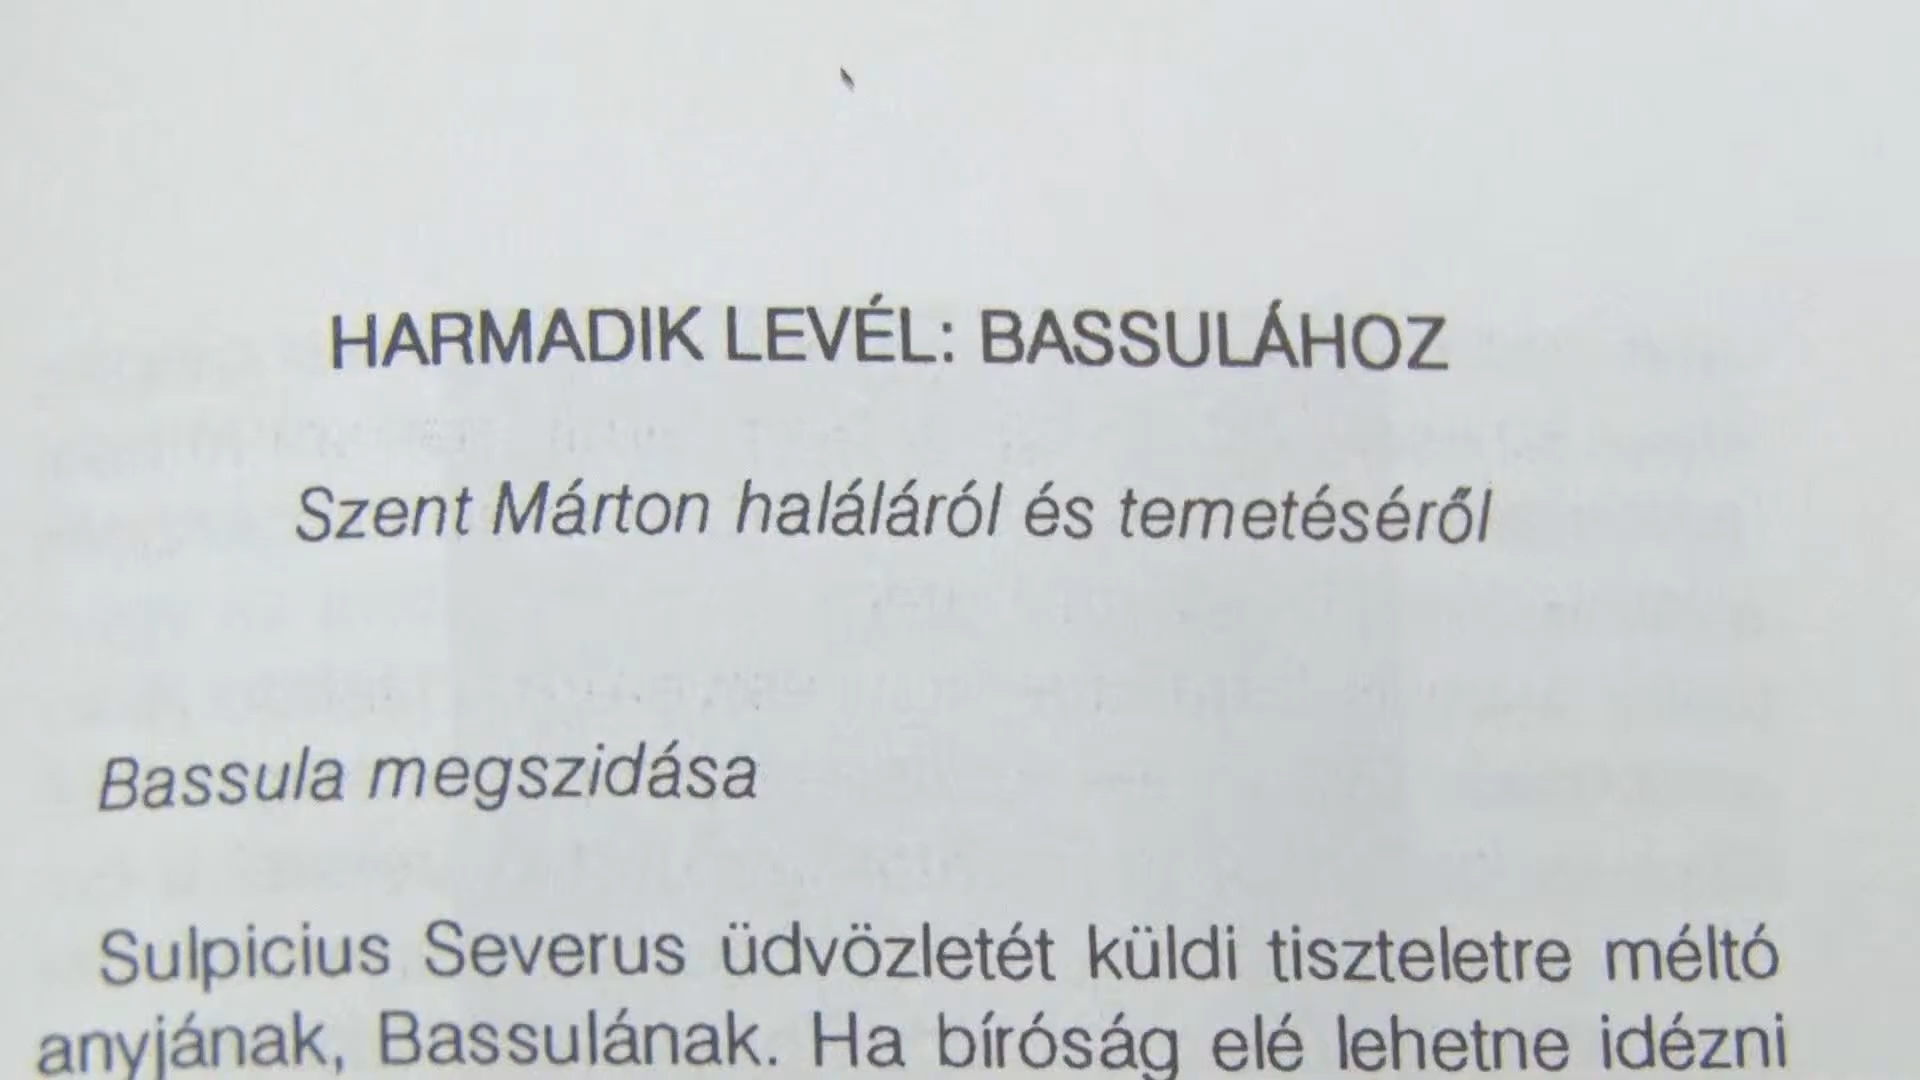 HARMADIK LEVÉL: BASSULÁHOZ
Szent Márton haláláról és temetéséről
Bassula megszidása
Sulpicius Severus üdvözletét küldi tiszteletre méltó
anyjának, Bassulának. Ha bíróság elé lehetne idézni